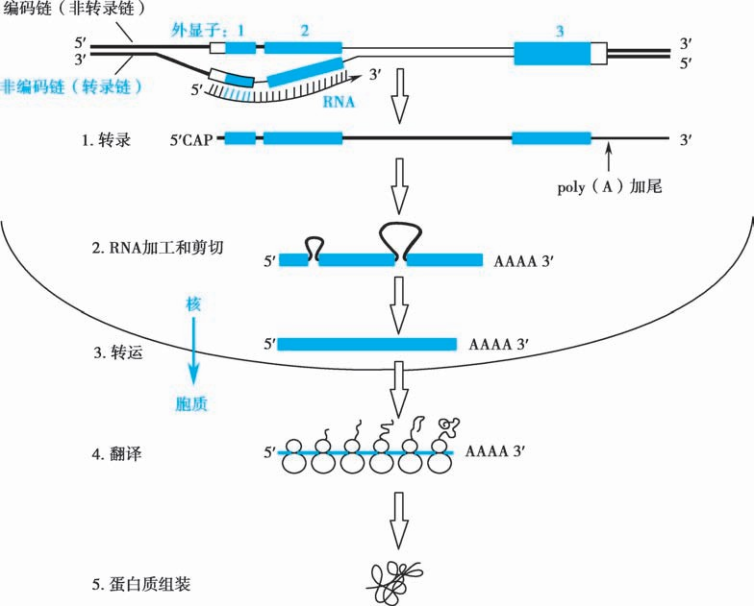 编码链（非转录链）
外显子：1 2 3
5′ 3′
3′ 5′
非编码链（转录链）
5′ 3′
RNA
1. 转录 5′CAP 3′
poly（A）加尾
2. RNA加工和剪切
5′ AAAA 3′
核
3. 转运 5′ AAAA 3′
胞质
4. 翻译 5′ AAAA 3′
5. 蛋白质组装